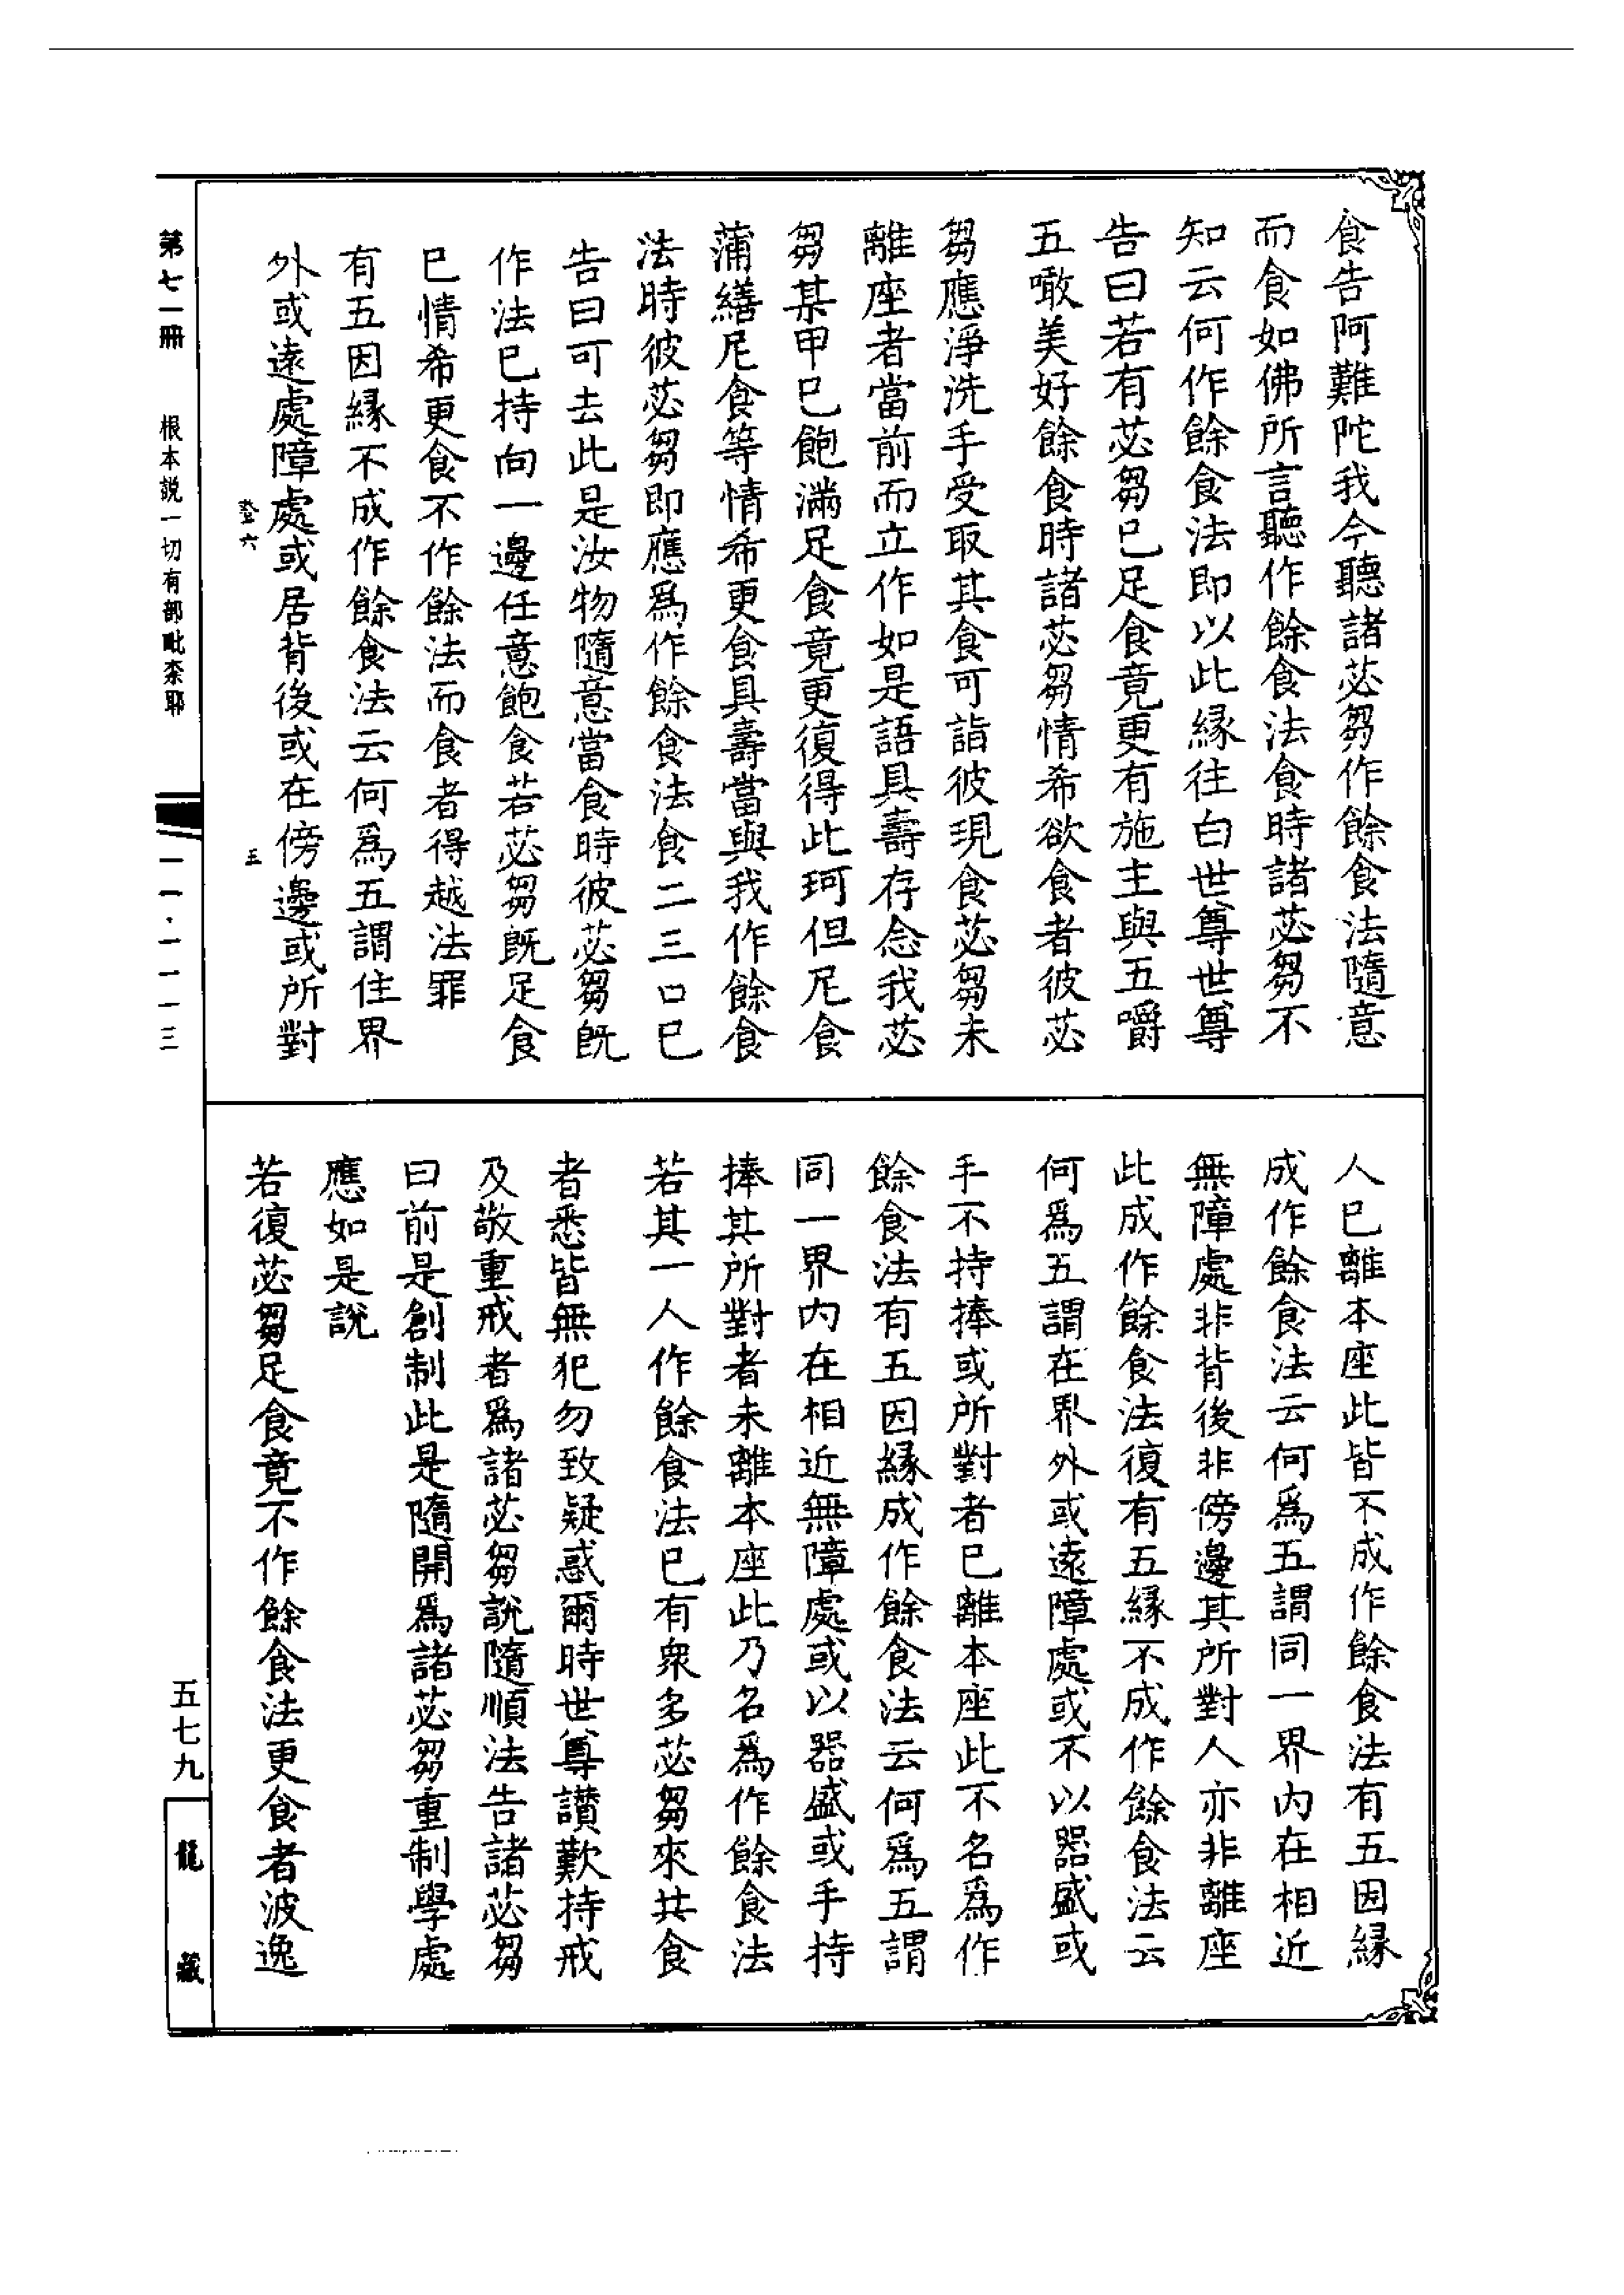 食告阿難陀我今聽諸苾芻作餘食法隨意
而食如佛所言聽作餘食法食時諸苾芻不
知云何作餘食法即以此緣往白世尊世尊
告曰若有苾芻已足食竟更有施主與五嚼
五噉美好餘食時諸苾芻情希欲食者彼苾
芻應淨洗手受取其食可詣彼現食苾芻未
離座者當前而立作如是語具壽存念我苾
芻某甲已飽滿足食竟更復得此珂但尼食
蒲繕尼食等情希更食具壽當與我作餘食
法時彼苾芻即應爲作餘食法食二三口已
告曰可去此是汝物隨意當食時彼苾芻旣
作法已持向一邊任意飽食若苾芻旣足食
已情希更食不作餘法而食者得越法罪
有五因緣不成作餘食法云何爲五謂住界
外或遠處障處或居背後或在傍邊或所對
登六
五
人已離本座此皆不成作餘食法有五因緣
成作餘食法云何爲五謂同一界內在相近
無障處非背後非傍邊其所對人亦非離座
此成作餘食法復有五緣不成作餘食法云
何爲五謂在界外或遠障處或不以器盛或
手不持捧或所對者已離本座此不名爲作
餘食法有五因緣成作餘食法云何爲五謂
同一界內在相近無障處或以器盛或手持
捧其所對者未離本座此乃名爲作餘食法
若其一人作餘食法已有衆多苾芻來共食
者悉皆無犯勿致疑惑爾時世尊讚歎持戒
及敬重戒者爲諸苾芻說隨順法告諸苾芻
曰前是創制此是隨開爲諸苾芻重制學處
應如是說
若復苾芻足食竟不作餘食法更食者波逸
第七一冊 根本説一切有部毗奈耶
一一·一一一三
五七九
龍藏